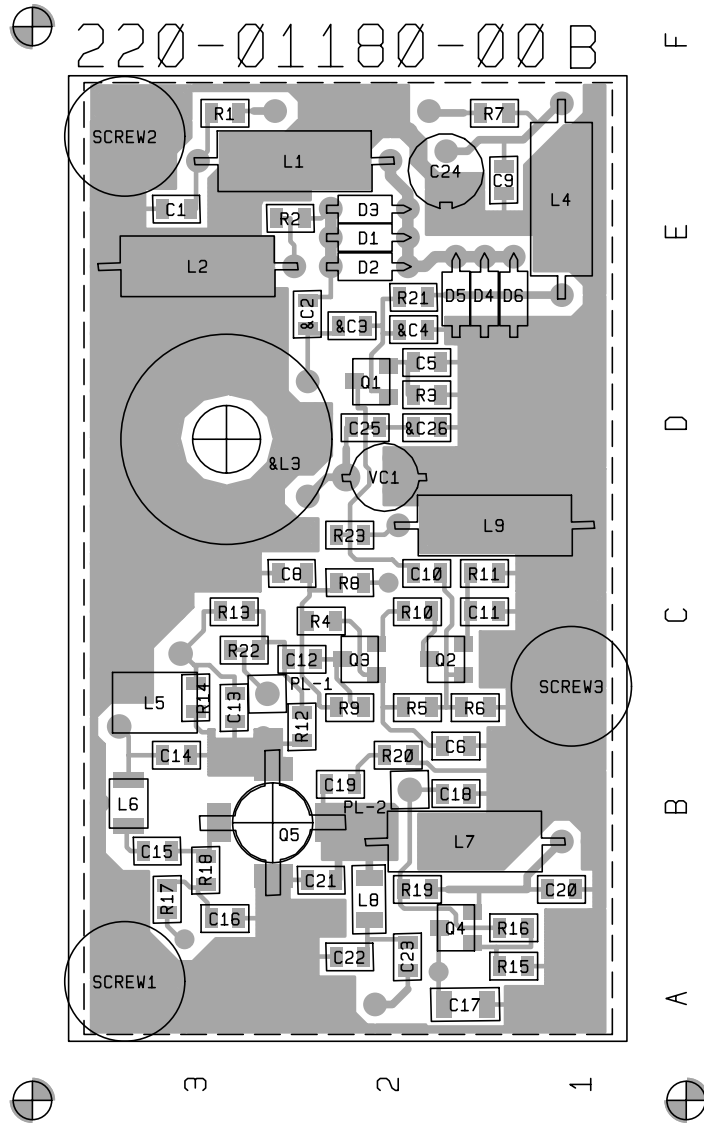 220-01180-00 B
F
R1
R7
SCREW2
L1
C24
C9
C1
R2
D3
L4
D1
E
L2
D2
R21
D5 D4 D6
&C2
&C3
&C4
C5
Q1
R3
C25
&C26
D
&L3
VC1
L9
R23
C8
R8
C10
R11
R13
R4
R10
C11
C
R22
C12
Q3
Q2
PL-1
SCREW3
L5
R14
C13
R12
R9
R5
R6
C14
C6
R20
C19
C18
L6
PL-2
B
Q5
L7
C15
R18
C21
R17
L8
R19
C20
C16
Q4
R16
C22
C23
R15
SCREW1
C17
A
3
2
1